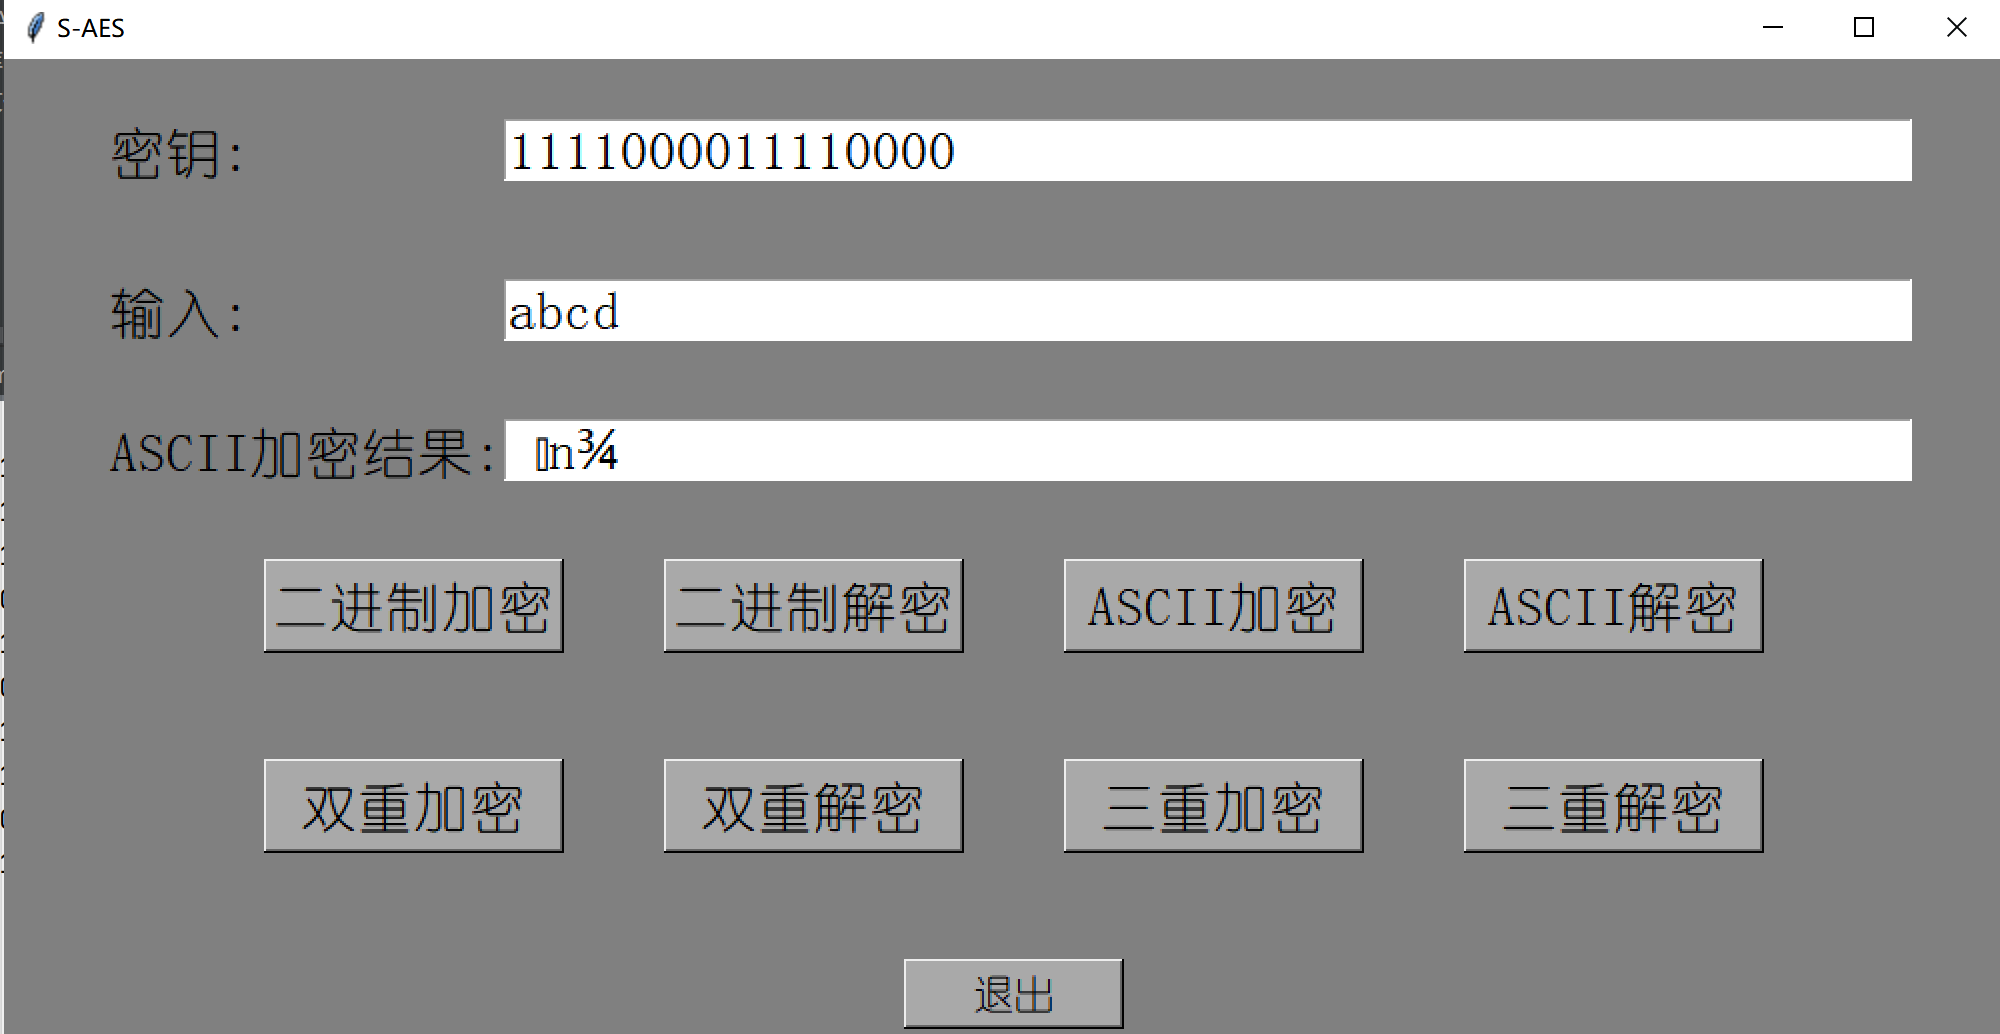 S-AES
密钥: 1111000011110000
输入: abcd
ASCII加密结果: n¾
二进制加密 二进制解密 ASCII加密 ASCII解密
双重加密 双重解密 三重加密 三重解密
退出